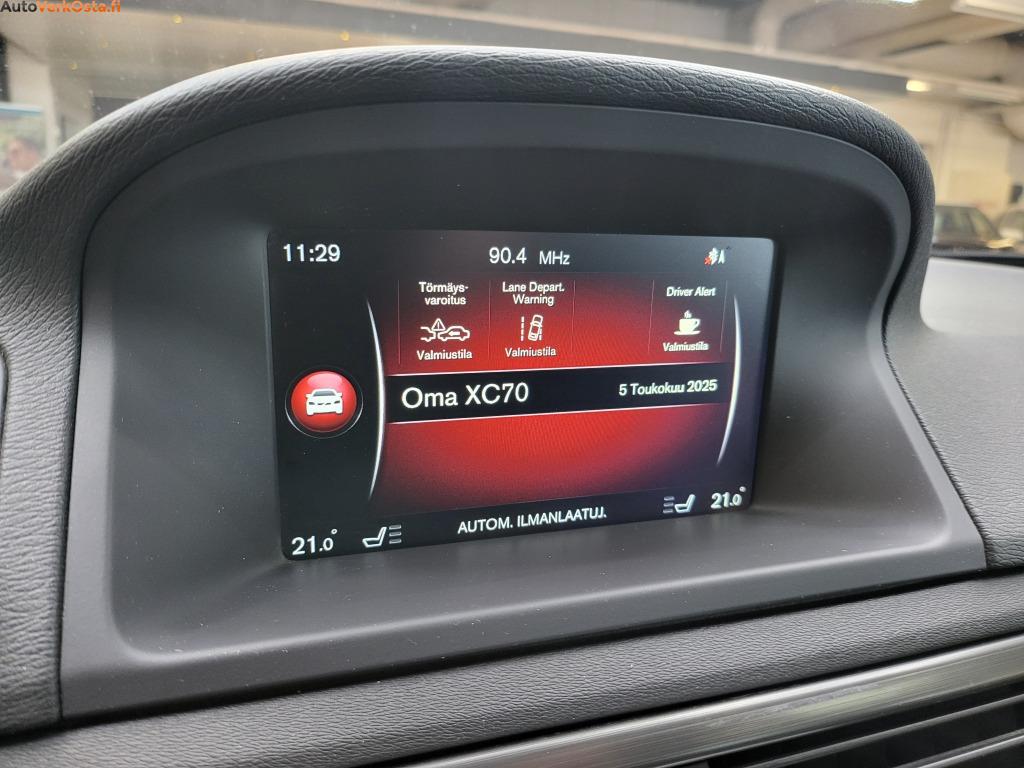 AutoVerkOsta.fi
11:29
90.4 MHz
Törmäys-
varoitus
Valmiustila
Lane Depart.
Warning
Valmiustila
Driver Alert
Valmiustila
Oma XC70
5 Toukokuu 2025
21.0°
AUTOM. ILMANLAATUJ.
21.0°